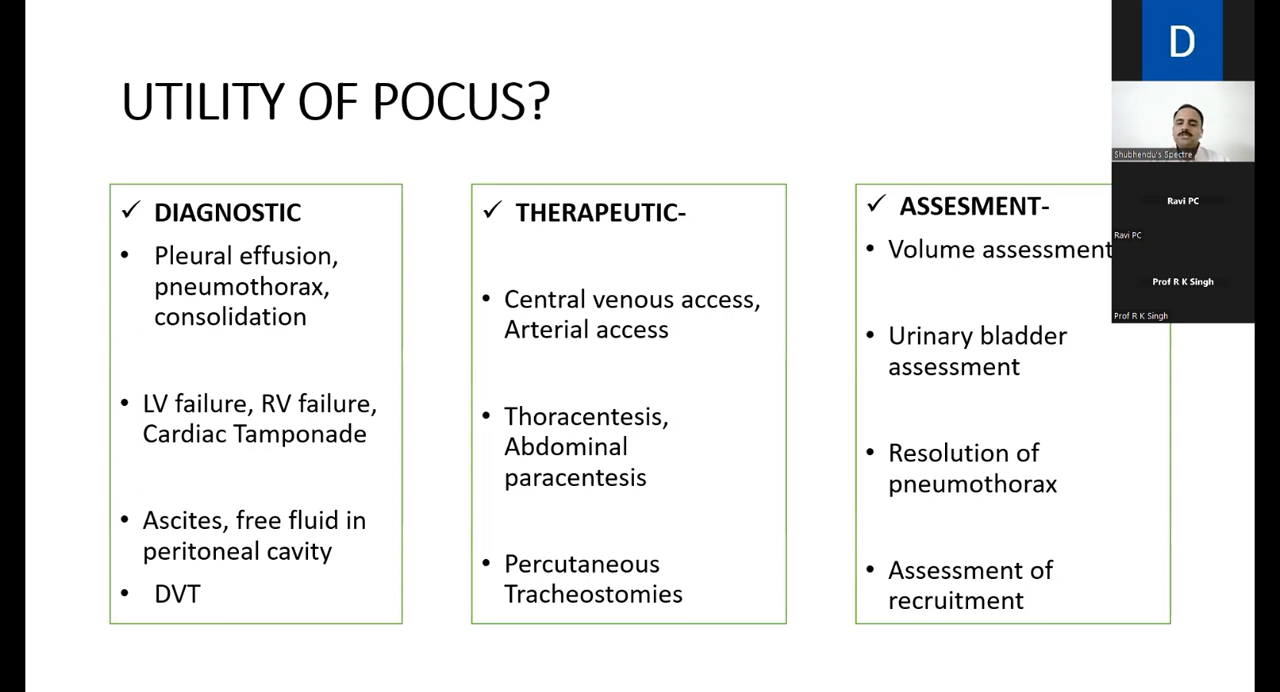 UTILITY OF POCUS?
✓ DIAGNOSTIC
• Pleural effusion,
pneumothorax,
consolidation
• LV failure, RV failure,
Cardiac Tamponade
• Ascites, free fluid in
peritoneal cavity
• DVT
✓ THERAPEUTIC-
• Central venous access,
Arterial access
• Thoracentesis,
Abdominal
paracentesis
• Percutaneous
Tracheostomies
✓ ASSESMENT-
• Volume assessment
• Urinary bladder
assessment
• Resolution of
pneumothorax
• Assessment of
recruitment
D
Shubhendu's Spectre
Ravi PC
Ravi PC
Prof R K Singh
Prof R K Singh